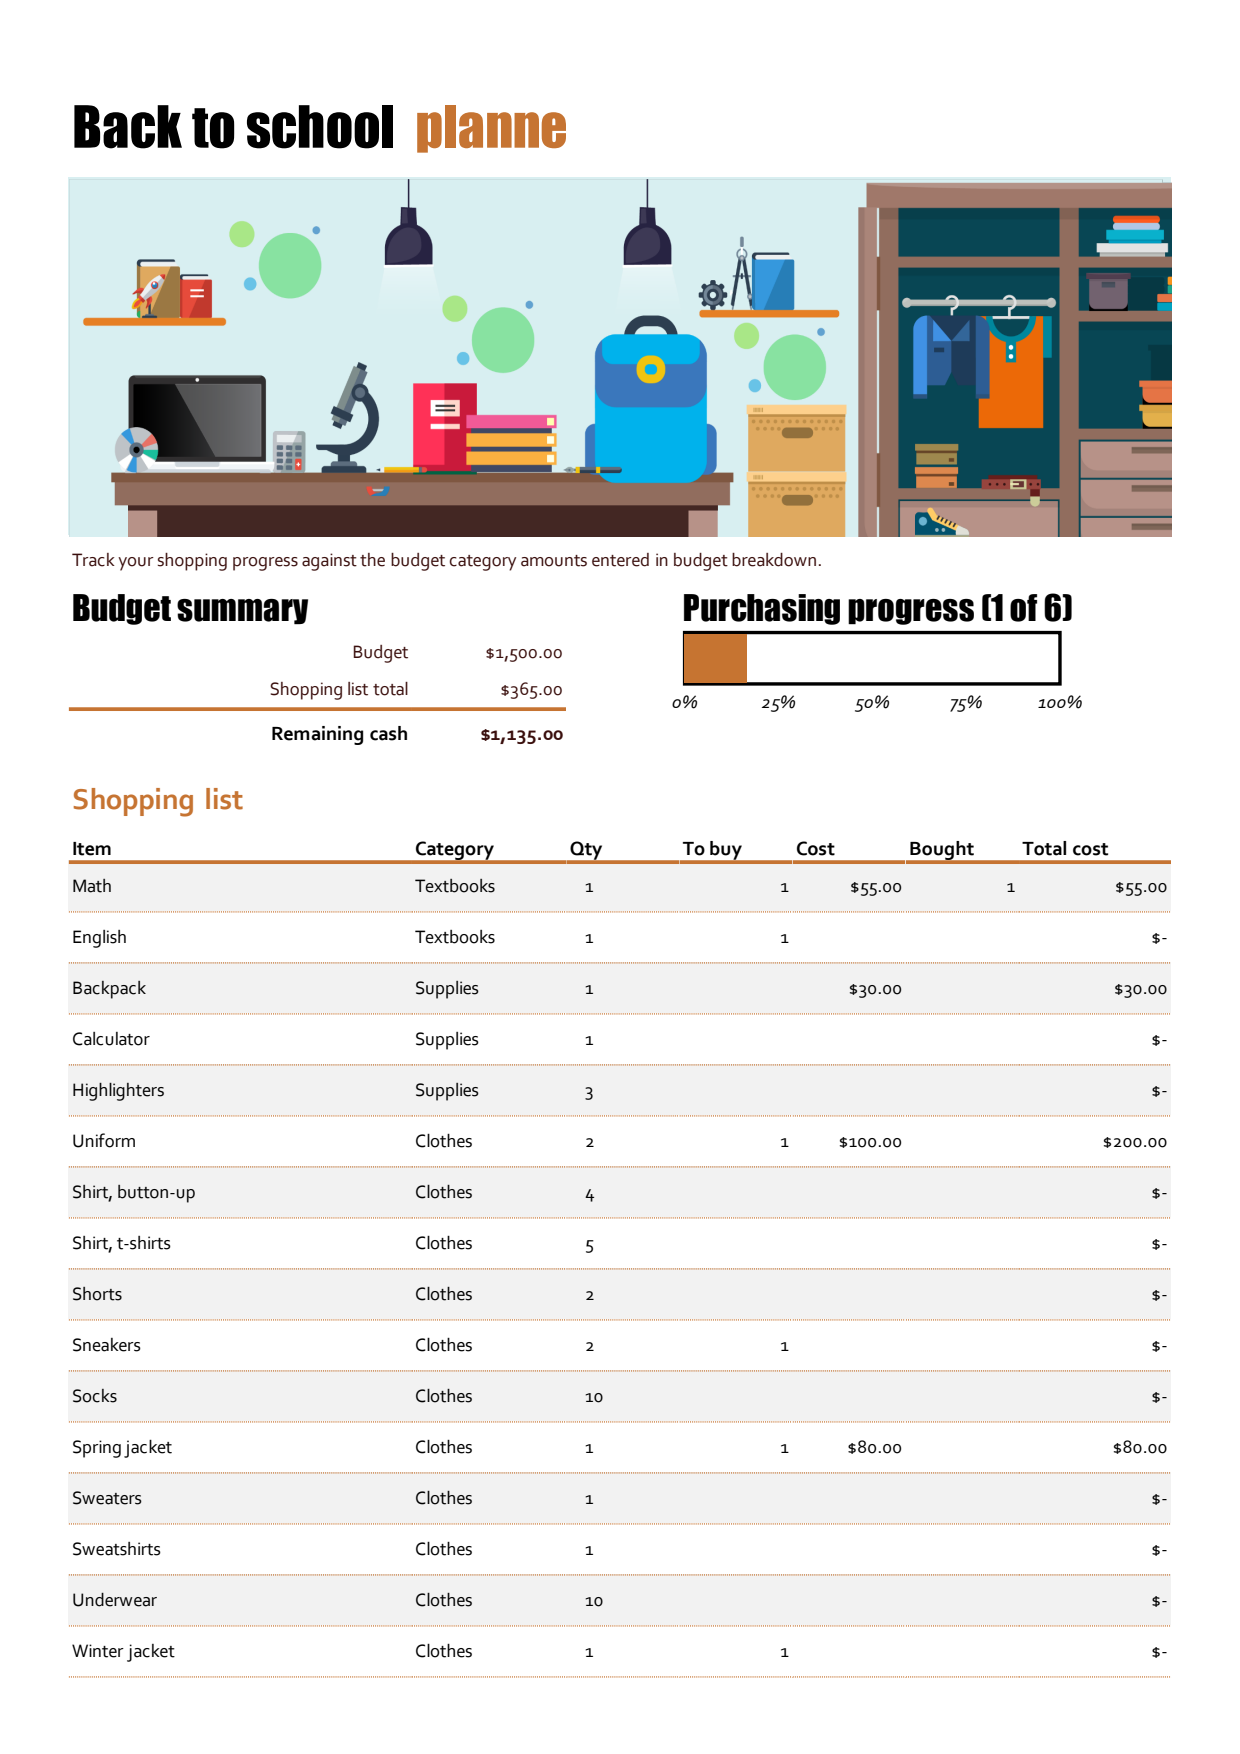 Back to school planne
Track your shopping progress against the budget category amounts entered in budget breakdown.
Budget summary
Purchasing progress (1 of 6)
Budget $1,500.00
Shopping list total $365.00
0% 25% 50% 75% 100%
Remaining cash $1,135.00
Shopping list
Item Category Qty To buy Cost Bought Total cost
Math Textbooks 1 1 $55.00 1 $55.00
English Textbooks 1 1 $-
Backpack Supplies 1 $30.00 $30.00
Calculator Supplies 1 $-
Highlighters Supplies 3 $-
Uniform Clothes 2 1 $100.00 $200.00
Shirt, button-up Clothes 4 $-
Shirt, t-shirts Clothes 5 $-
Shorts Clothes 2 $-
Sneakers Clothes 2 1 $-
Socks Clothes 10 $-
Spring jacket Clothes 1 1 $80.00 $80.00
Sweaters Clothes 1 $-
Sweatshirts Clothes 1 $-
Underwear Clothes 10 $-
Winter jacket Clothes 1 1 $-